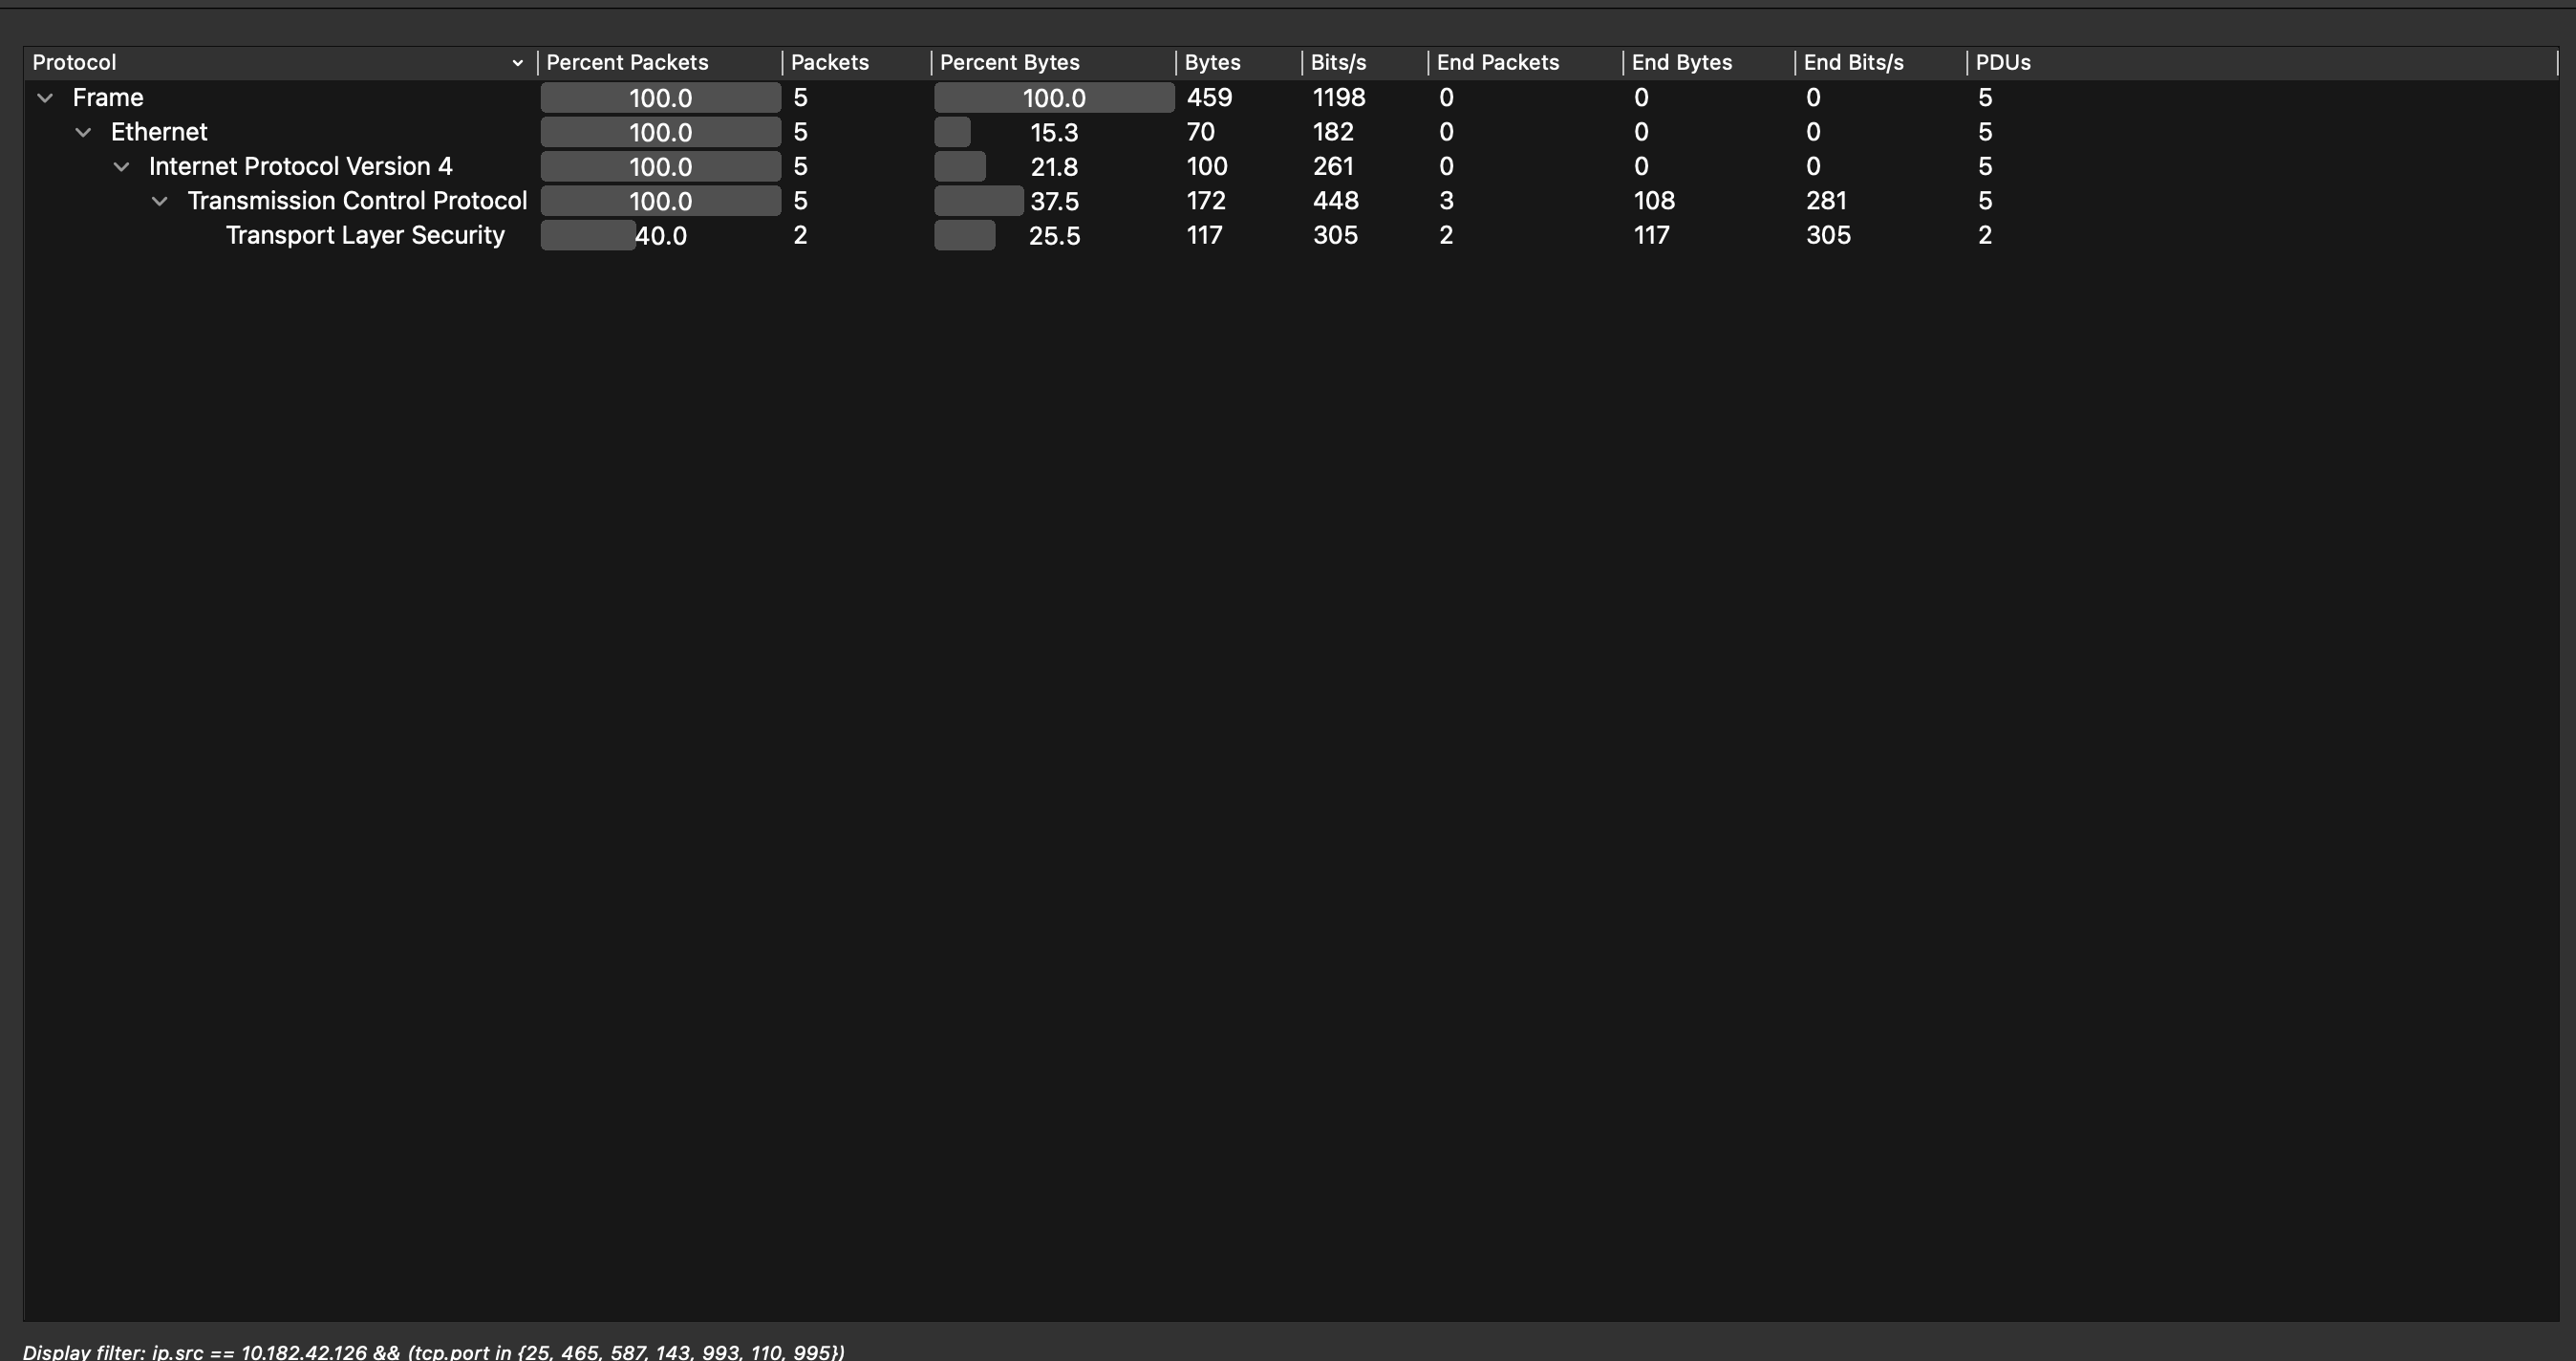 Protocol Percent Packets Packets Percent Bytes Bytes Bits/s End Packets End Bytes End Bits/s PDUs
Frame 100.0 5 100.0 459 1198 0 0 0 5
Ethernet 100.0 5 15.3 70 182 0 0 0 5
Internet Protocol Version 4 100.0 5 21.8 100 261 0 0 0 5
Transmission Control Protocol 100.0 5 37.5 172 448 3 108 281 5
Transport Layer Security 40.0 2 25.5 117 305 2 117 305 2
Display filter: ip.src == 10.182.42.126 && (tcp.port in {25, 465, 587, 143, 993, 110, 995})